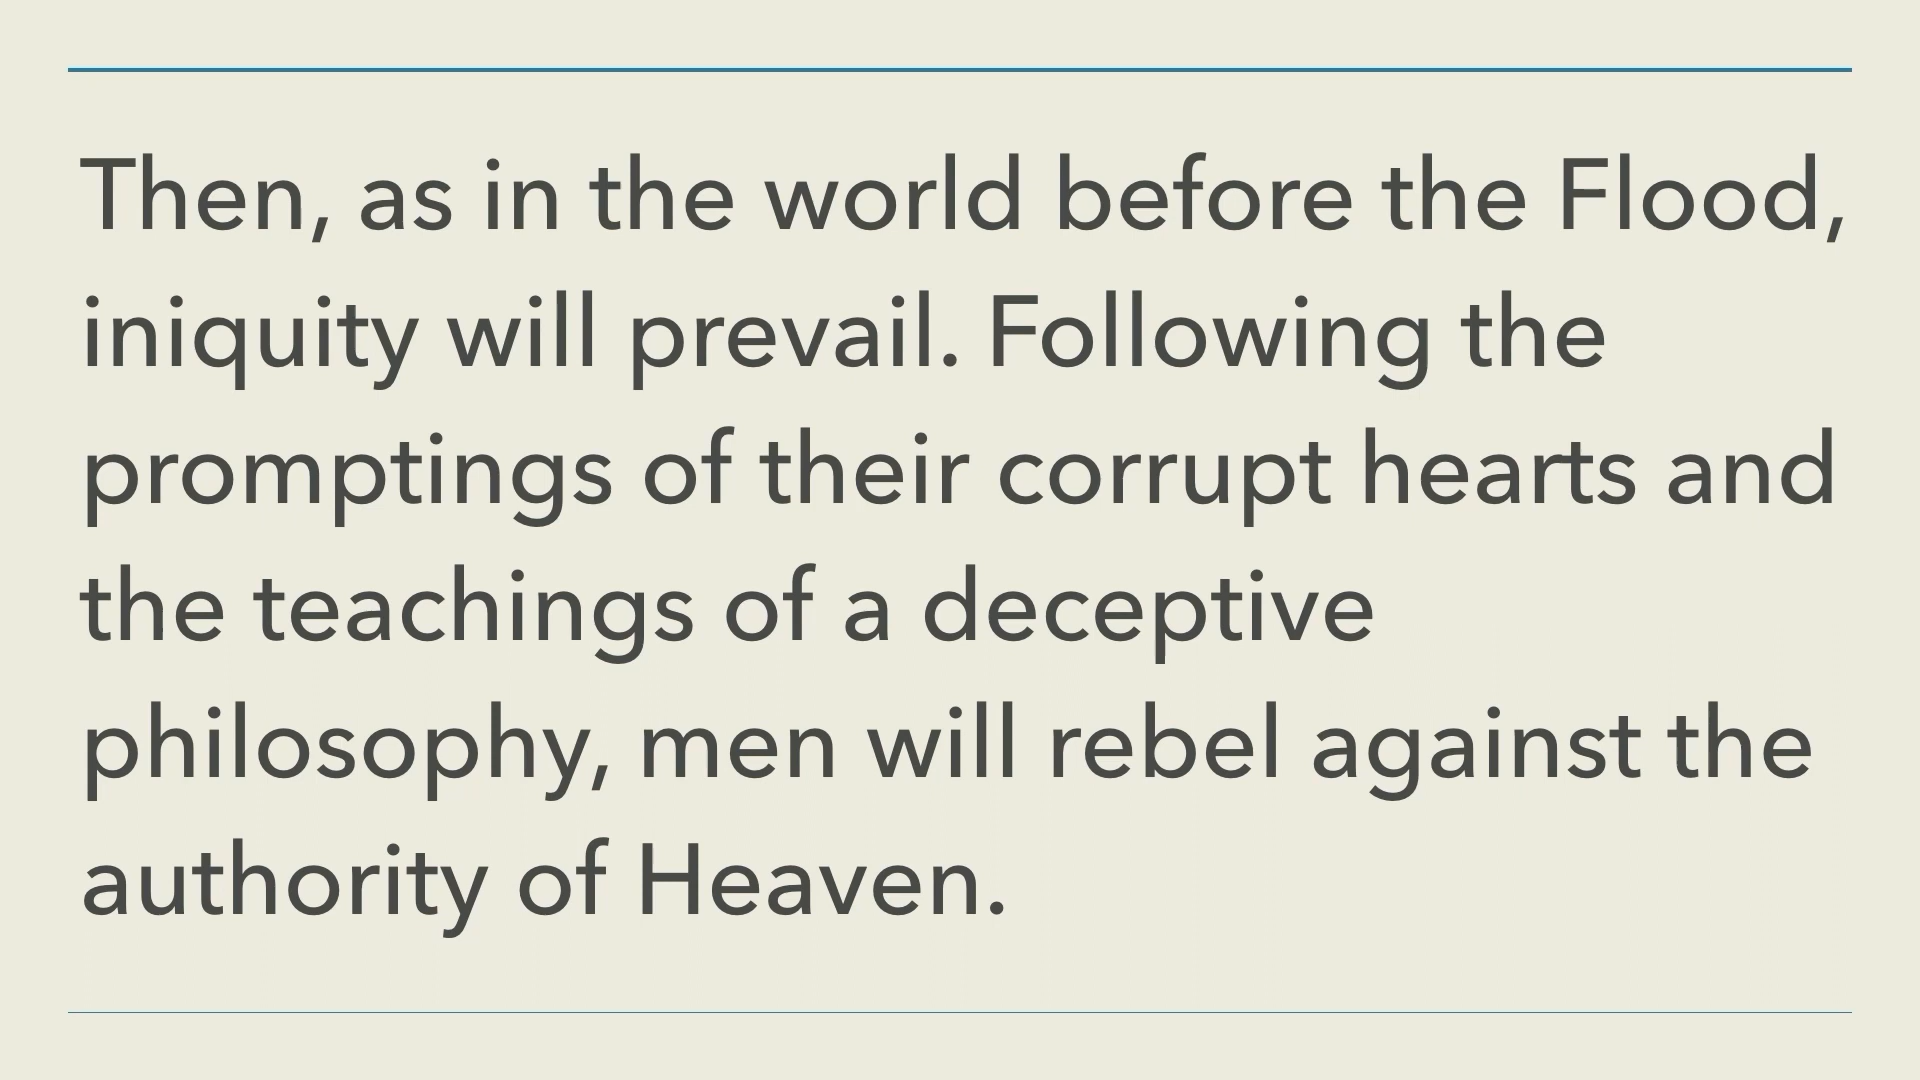 Then, as in the world before the Flood,
iniquity will prevail. Following the
promptings of their corrupt hearts and
the teachings of a deceptive
philosophy, men will rebel against the
authority of Heaven.